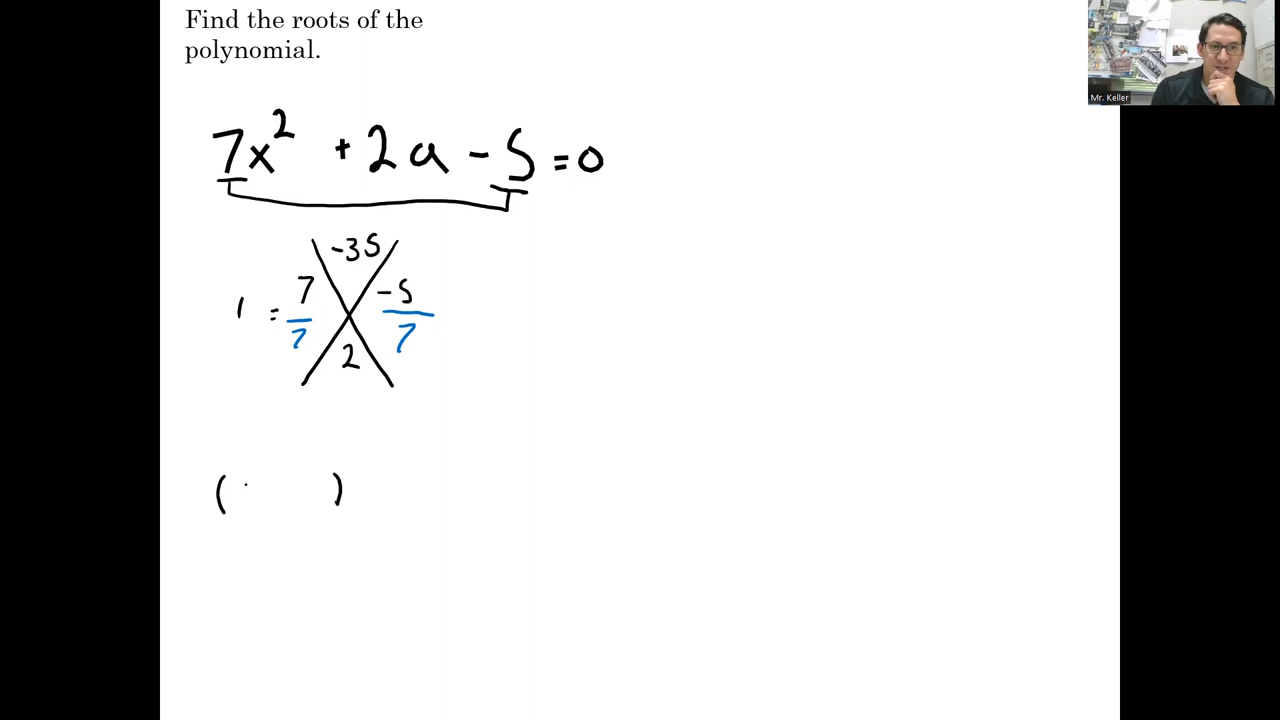 Find the roots of the
polynomial.
Mr. Keller
7x² + 2a - 5 = 0
-35
7 -5
1 = 7 7
2
( )